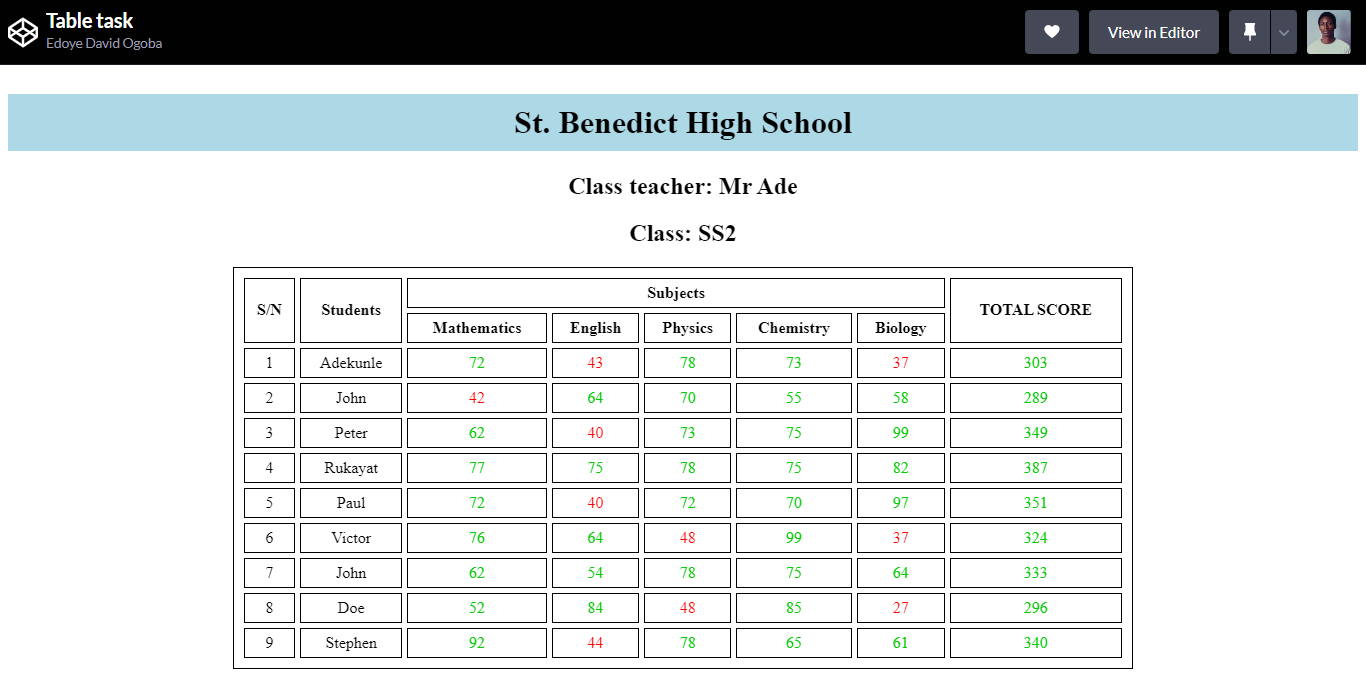 Table task
Edoye David Ogoba
View in Editor
St. Benedict High School
Class teacher: Mr Ade
Class: SS2
S/N Students Subjects TOTAL SCORE
Mathematics English Physics Chemistry Biology
1 Adekunle 72 43 78 73 37 303
2 John 42 64 70 55 58 289
3 Peter 62 40 73 75 99 349
4 Rukayat 77 75 78 75 82 387
5 Paul 72 40 72 70 97 351
6 Victor 76 64 48 99 37 324
7 John 62 54 78 75 64 333
8 Doe 52 84 48 85 27 296
9 Stephen 92 44 78 65 61 340